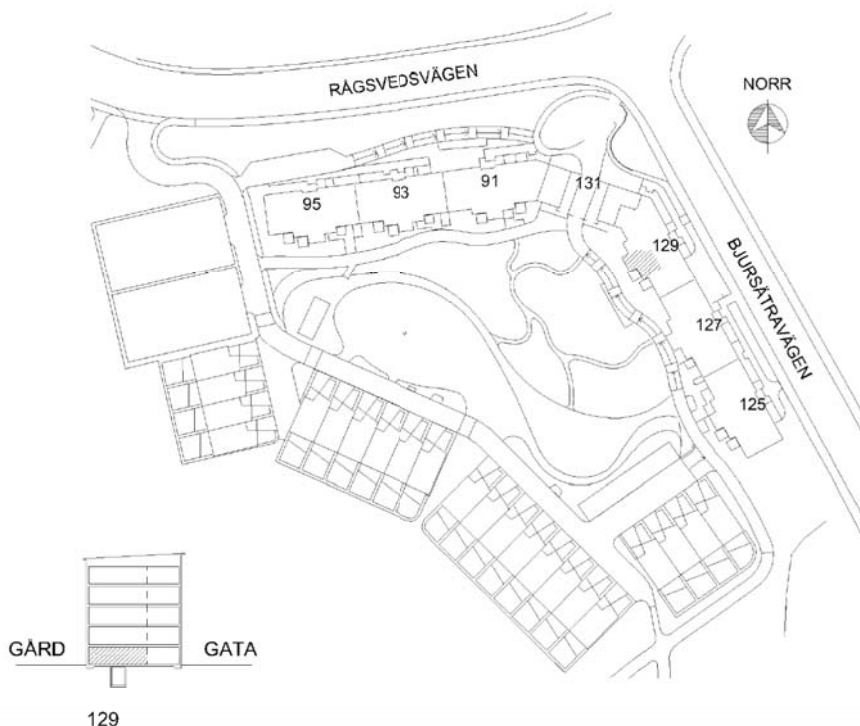 RÅGSVEDSVÄGEN
NORR
95
93
91
131
129
BJURSÄTRAVÄGEN
127
125
GÅRD
GATA
129